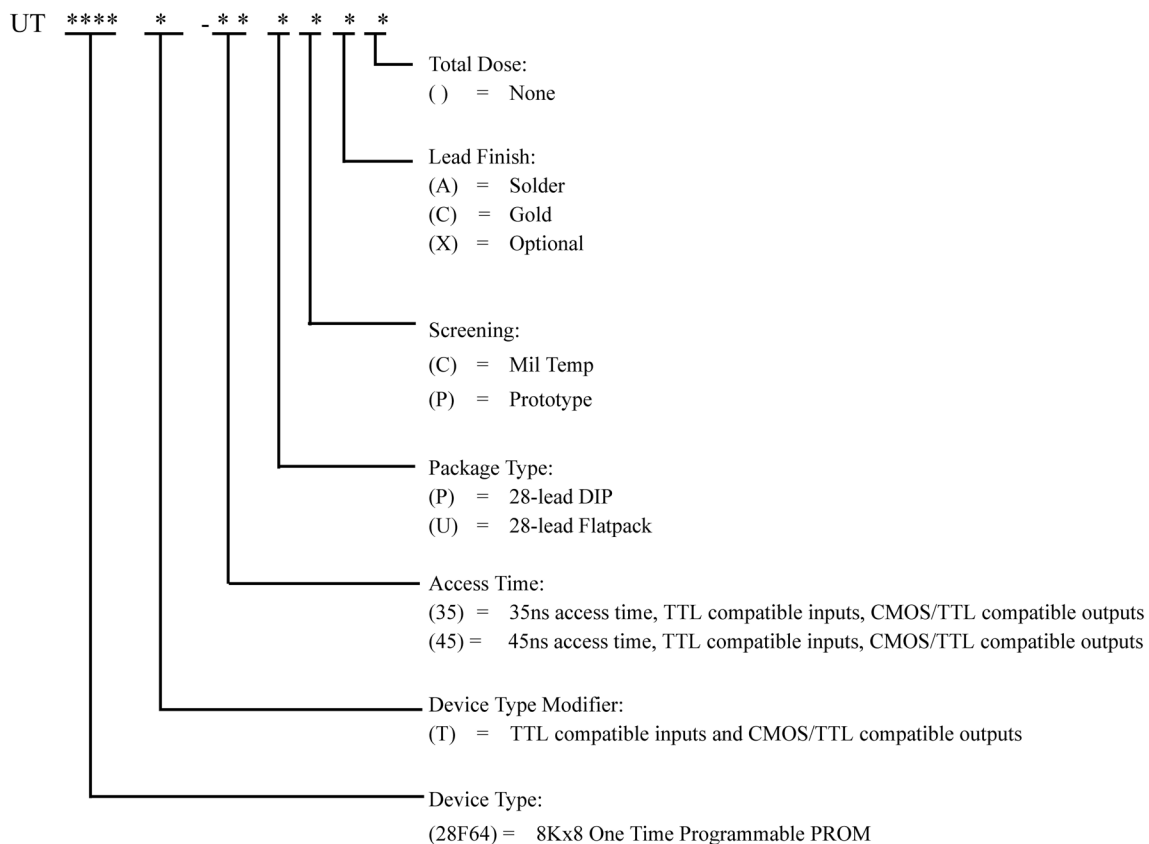 UT **** * -** * * * *
Total Dose:
( ) = None
Lead Finish:
(A) = Solder
(C) = Gold
(X) = Optional
Screening:
(C) = Mil Temp
(P) = Prototype
Package Type:
(P) = 28-lead DIP
(U) = 28-lead Flatpack
Access Time:
(35) = 35ns access time, TTL compatible inputs, CMOS/TTL compatible outputs
(45) = 45ns access time, TTL compatible inputs, CMOS/TTL compatible outputs
Device Type Modifier:
(T) = TTL compatible inputs and CMOS/TTL compatible outputs
Device Type:
(28F64) = 8Kx8 One Time Programmable PROM